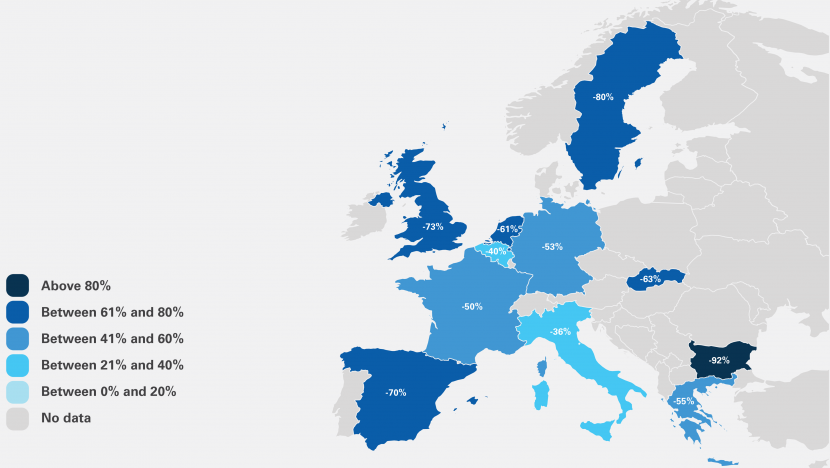 -80%
-73%
-61%
-40%
-53%
-63%
Above 80%
Between 61% and 80%
-50%
Between 41% and 60%
-36%
Between 21% and 40%
-92%
Between 0% and 20%
-70%
-55%
No data